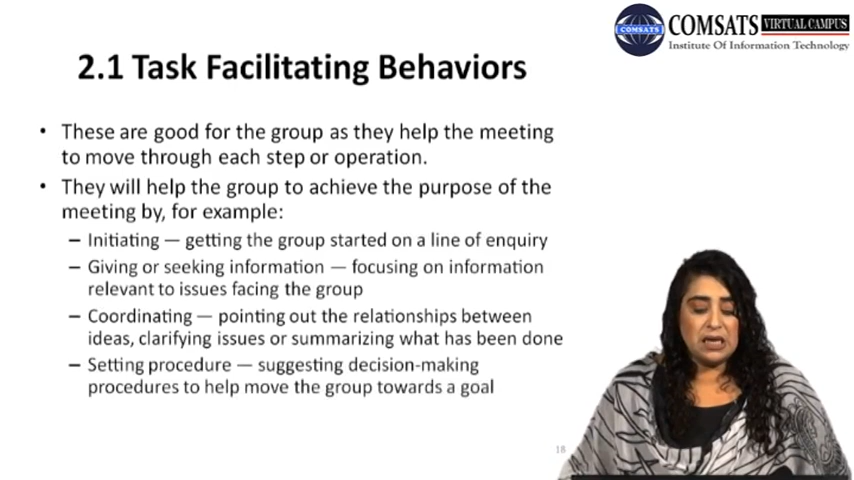 COMSATS
COMSATS VIRTUAL CAMPUS
Institute Of Information Technology
2.1 Task Facilitating Behaviors
• These are good for the group as they help the meeting
to move through each step or operation.
• They will help the group to achieve the purpose of the
meeting by, for example:
– Initiating — getting the group started on a line of enquiry
– Giving or seeking information — focusing on information
relevant to issues facing the group
– Coordinating — pointing out the relationships between
ideas, clarifying issues or summarizing what has been done
– Setting procedure — suggesting decision-making
procedures to help move the group towards a goal
18